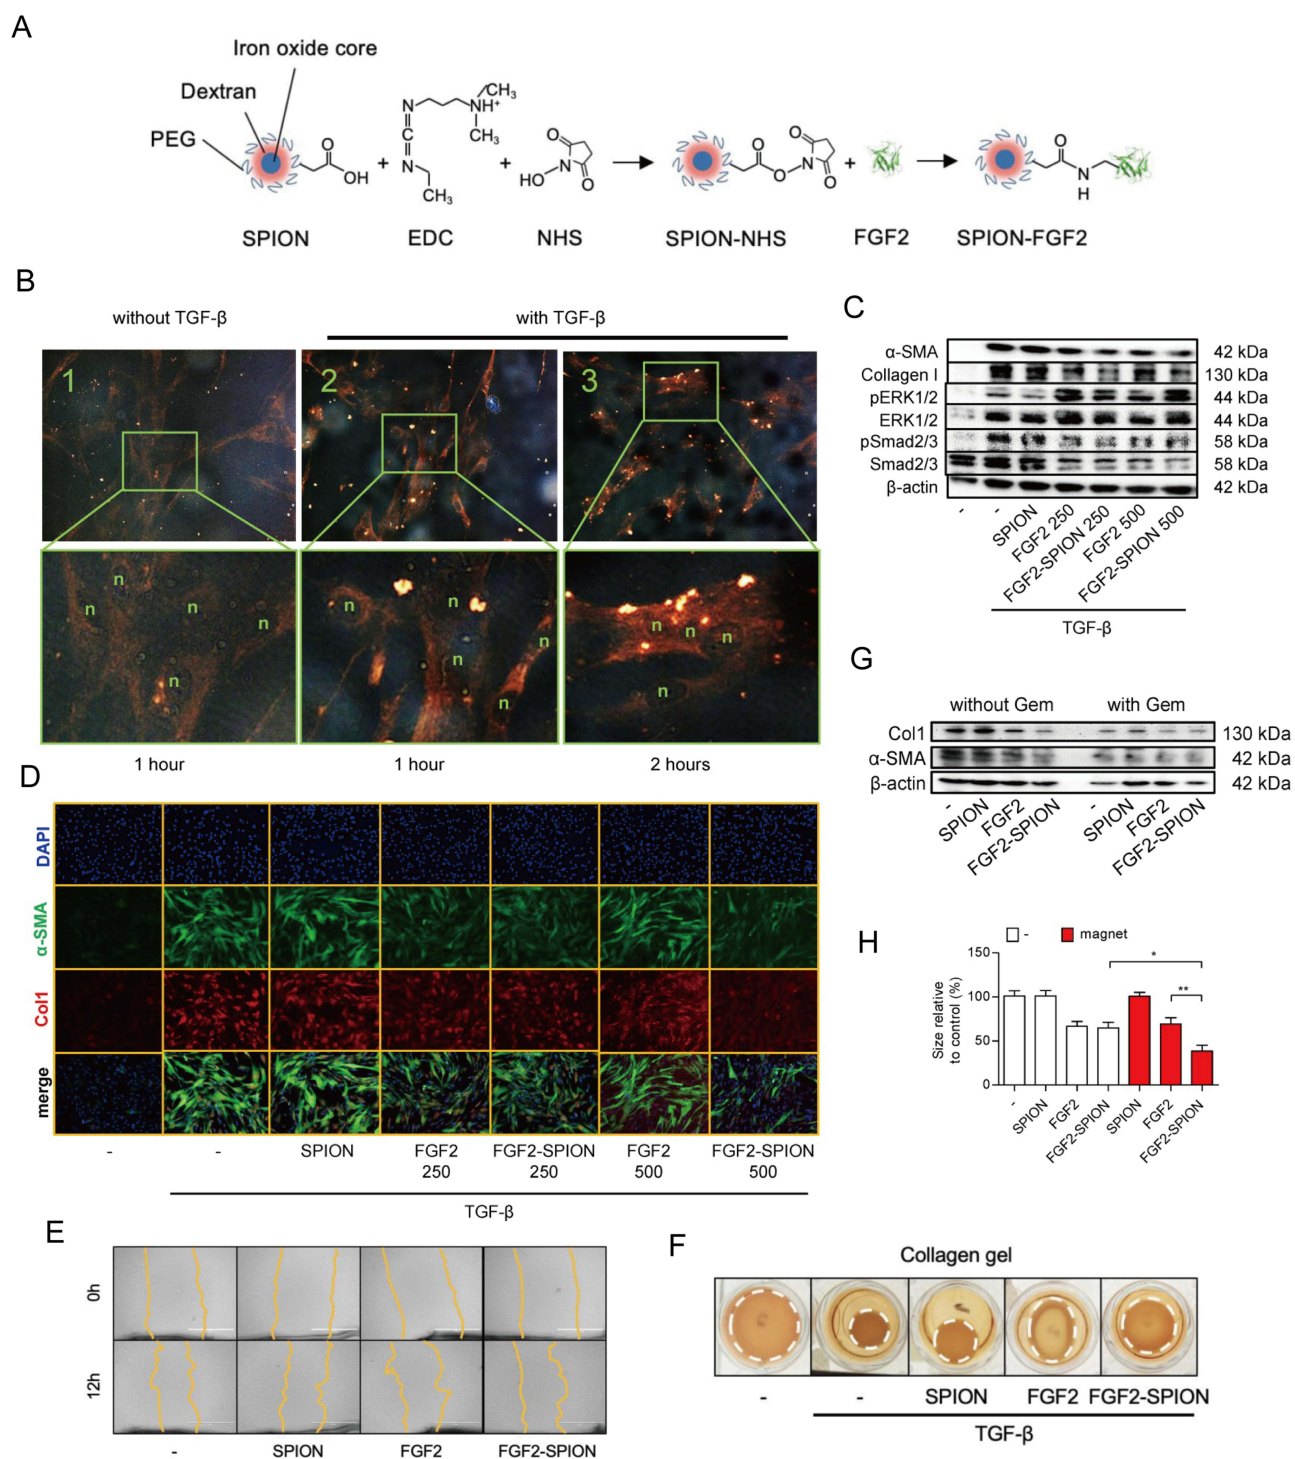 A
Iron oxide core
Dextran
PEG
OH
+
N
C
N
NH+
CH3
CH3
CH3
+
HO
N
O
O
O
O
N
O
O
+
O
N
H
SPION
EDC
NHS
SPION-NHS
FGF2
SPION-FGF2
B
without TGF-β
with TGF-β
1
2
3
n n n n n
n n n n n
n n n n
1 hour
1 hour
2 hours
C
α-SMA 42 kDa
Collagen I 130 kDa
pERK1/2 44 kDa
ERK1/2 44 kDa
pSmad2/3 58 kDa
Smad2/3 58 kDa
β-actin 42 kDa
- - SPION FGF2 250 FGF2-SPION 250 FGF2 500 FGF2-SPION 500
TGF-β
D
DAPI
α-SMA
Col1
merge
- - SPION FGF2 FGF2-SPION FGF2 FGF2-SPION
250 250 500 500
TGF-β
E
0h
12h
- SPION FGF2 FGF2-SPION
F
Collagen gel
- - SPION FGF2 FGF2-SPION
TGF-β
G
without Gem with Gem
Col1 130 kDa
α-SMA 42 kDa
β-actin 42 kDa
- SPION FGF2 FGF2-SPION - SPION FGF2 FGF2-SPION
H
- magnet
Size relative
to control (%)
150
100
50
0
*
**
- SPION FGF2 FGF2-SPION SPION FGF2 FGF2-SPION